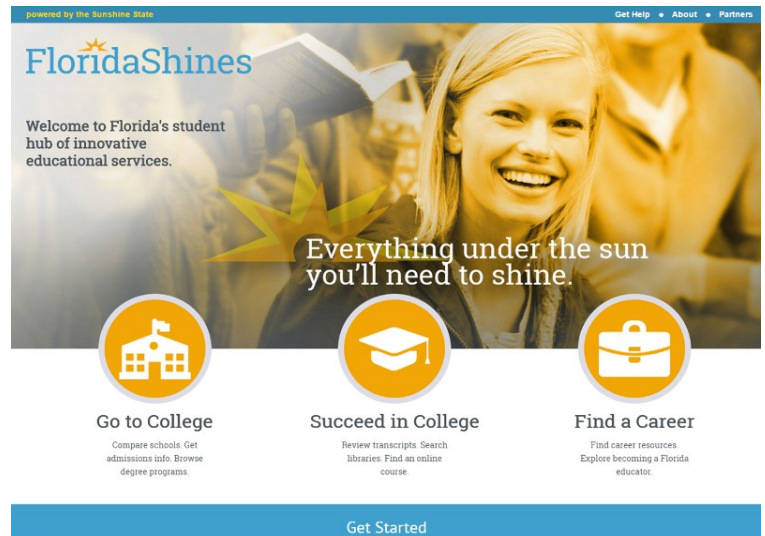 powered by the Sunshine State
Get Help • About • Partners
FloridaShines
Welcome to Florida's student
hub of innovative
educational services.
Everything under the sun
you'll need to shine.
Go to College
Compare schools. Get
admissions info. Browse
degree programs.
Succeed in College
Review transcripts. Search
libraries. Find an online
course.
Find a Career
Find career resources.
Explore becoming a Florida
educator.
Get Started